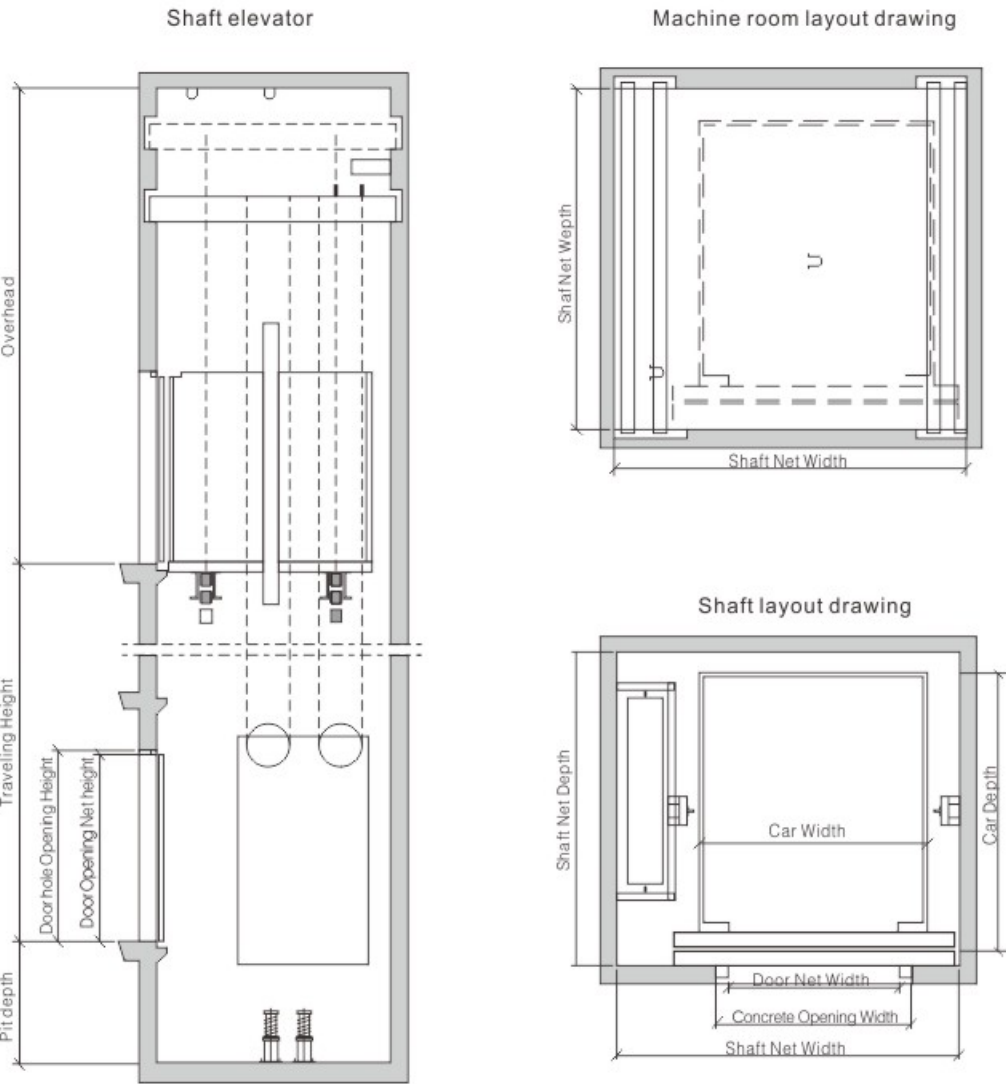 Shaft elevator
Machine room layout drawing
Overhead
Traveling Height
Doorhole Opening Height
Door Opening Net height
Pit depth
Shaf Net Wepth
Shaft Net Width
Shaft layout drawing
Shaft Net Depth
Car Width
Car Depth
Door Net Width
Concrete Opening Width
Shaft Net Width